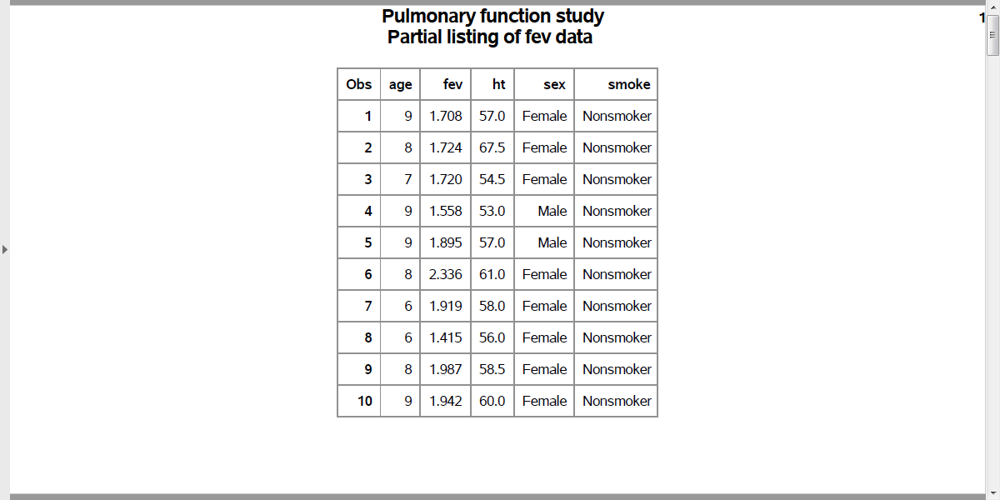 Pulmonary function study
1
Partial listing of fev data
Obs age fev ht sex smoke
1 9 1.708 57.0 Female Nonsmoker
2 8 1.724 67.5 Female Nonsmoker
3 7 1.720 54.5 Female Nonsmoker
4 9 1.558 53.0 Male Nonsmoker
5 9 1.895 57.0 Male Nonsmoker
6 8 2.336 61.0 Female Nonsmoker
7 6 1.919 58.0 Female Nonsmoker
8 6 1.415 56.0 Female Nonsmoker
9 8 1.987 58.5 Female Nonsmoker
10 9 1.942 60.0 Female Nonsmoker